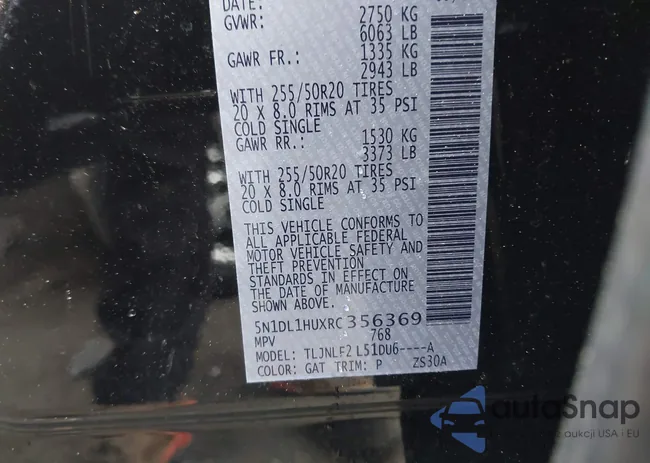 DATE:
GVWR: 2750 KG
6063 LB
GAWR FR.: 1335 KG
2943 LB
WITH 255/50R20 TIRES
20 X 8.0 RIMS AT 35 PSI
COLD SINGLE
GAWR RR.: 1530 KG
3373 LB
WITH 255/50R20 TIRES
20 X 8.0 RIMS AT 35 PSI
COLD SINGLE
THIS VEHICLE CONFORMS TO
ALL APPLICABLE FEDERAL
MOTOR VEHICLE SAFETY AND
THEFT PREVENTION
STANDARDS IN EFFECT ON
THE DATE OF MANUFACTURE
SHOWN ABOVE.
5N1DL1HUXRC356369
MPV 768
MODEL: TLJNLF2 L51DU6----A
COLOR: GAT TRIM: P ZS30A
autoSnap
aukcji USA · EU